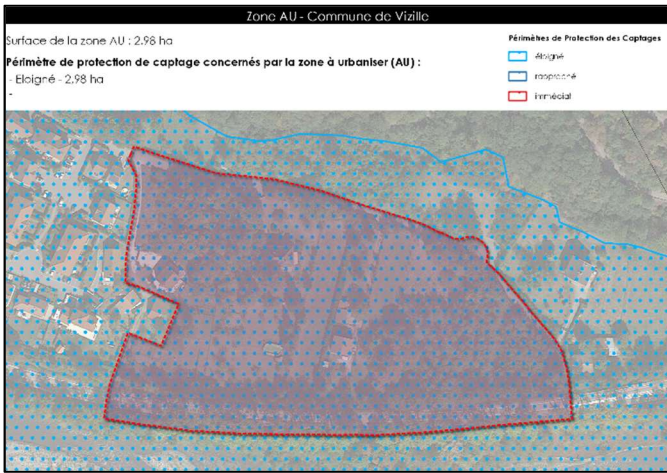 Zone AU - Commune de Vizille
Surface de la zone AU : 2.98 ha
Périmètre de protection de captage concernés par la zone à urbaniser (AU) :
- Eloigné - 2.98 ha
-
Périmètres de Protection des Captages
éloigné
rapproché
immédiat